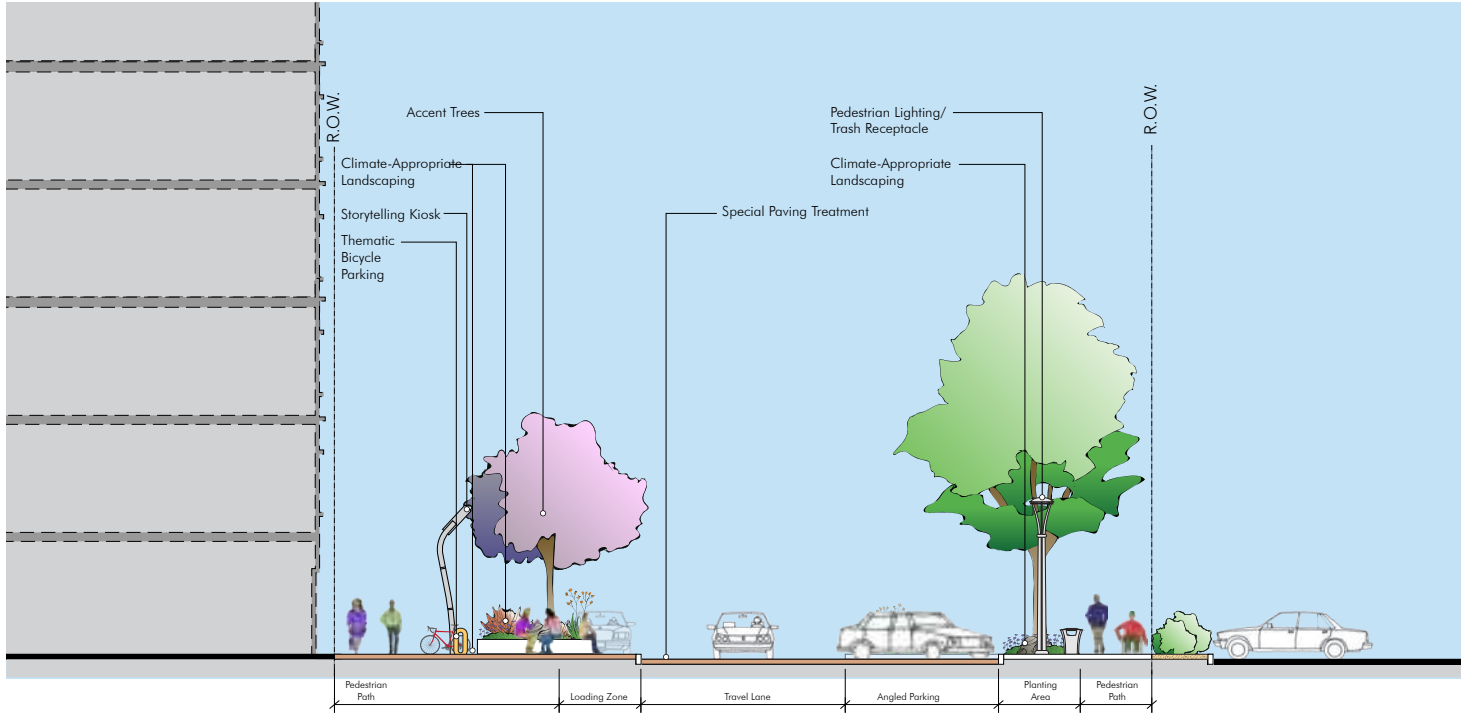 R.O.W.
Accent Trees
Climate-Appropriate
Landscaping
Storytelling Kiosk
Thematic
Bicycle
Parking
Special Paving Treatment
Pedestrian Lighting/
Trash Receptacle
Climate-Appropriate
Landscaping
R.O.W.
Pedestrian
Path
Loading Zone
Travel Lane
Angled Parking
Planting
Area
Pedestrian
Path